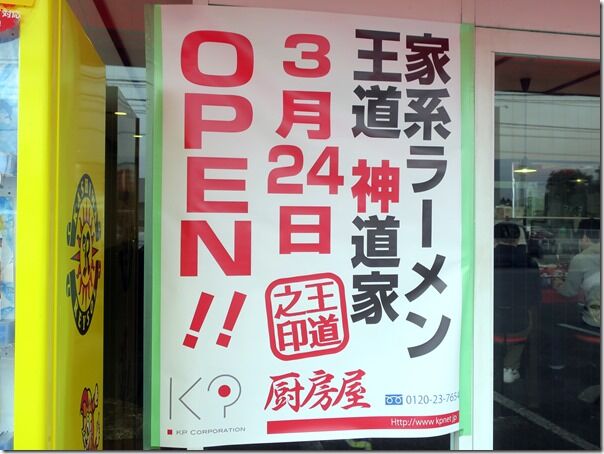 家系ラーメン
王道 神道家
3月24日
OPEN!!
王道
之印
KP
KP CORPORATION
厨房屋
0120-23-765
Http://www.kpnet.jp